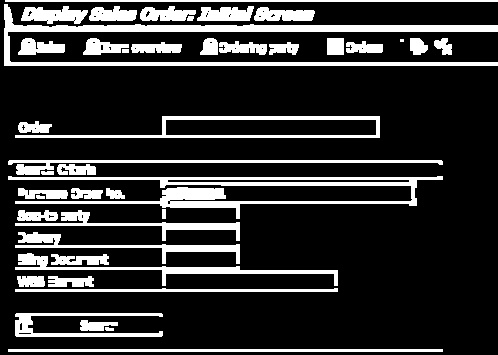 Display Sales Order: Initial Screen
Sales Item overview Ordering party Orders
Order
Search Criteria
Purchase Order No.
Sold-to party
Delivery
Billing Document
WBS Element
Search